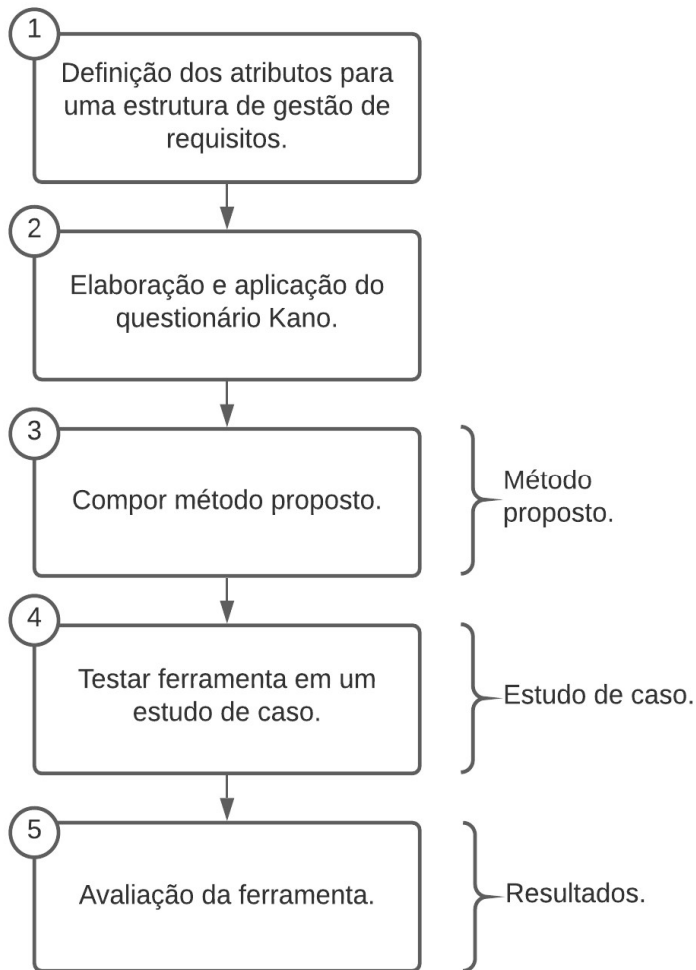 1
Definição dos atributos para
uma estrutura de gestão de
requisitos.
2
Elaboração e aplicação do
questionário Kano.
3
Compor método proposto.
Método
proposto.
4
Testar ferramenta em um
estudo de caso.
Estudo de caso.
5
Avaliação da ferramenta.
Resultados.